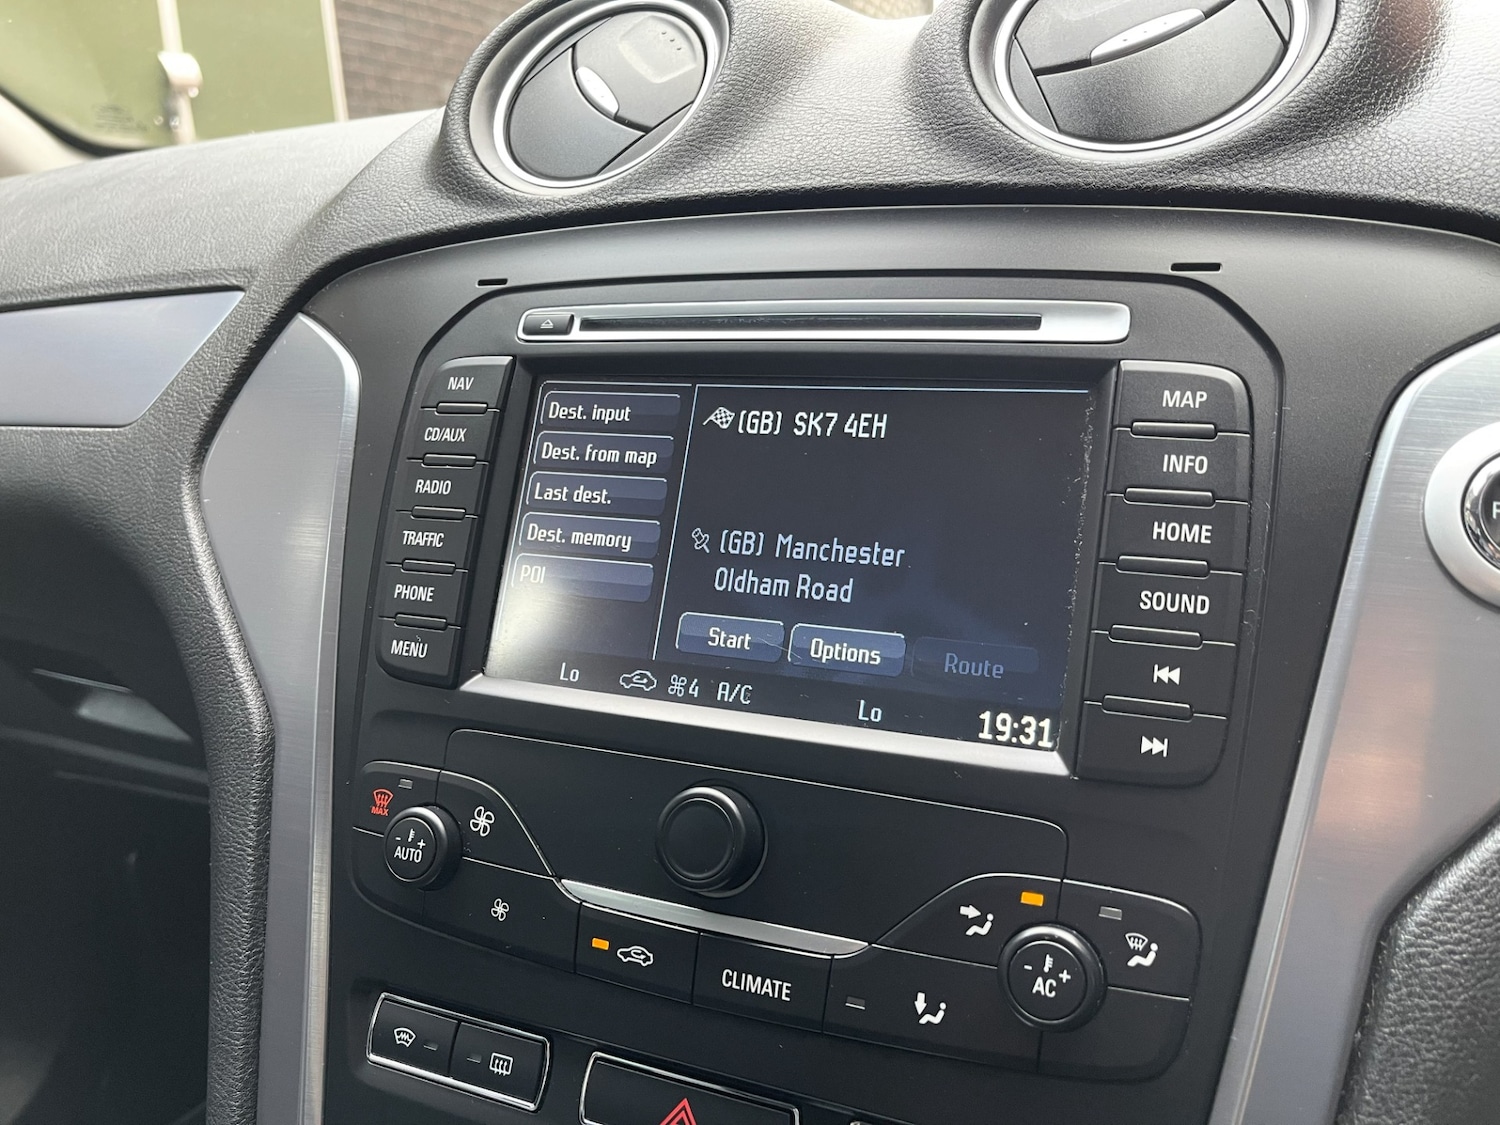 NAV
CD/AUX
RADIO
TRAFFIC
PHONE
MENU
Dest. input
Dest. from map
Last dest.
Dest. memory
POI
(GB) SK7 4EH
(GB) Manchester
Oldham Road
Start
Options
Route
Lo
4 A/C
Lo
19:31
MAP
INFO
HOME
SOUND
MAX
- +
AUTO
CLIMATE
- +
AC